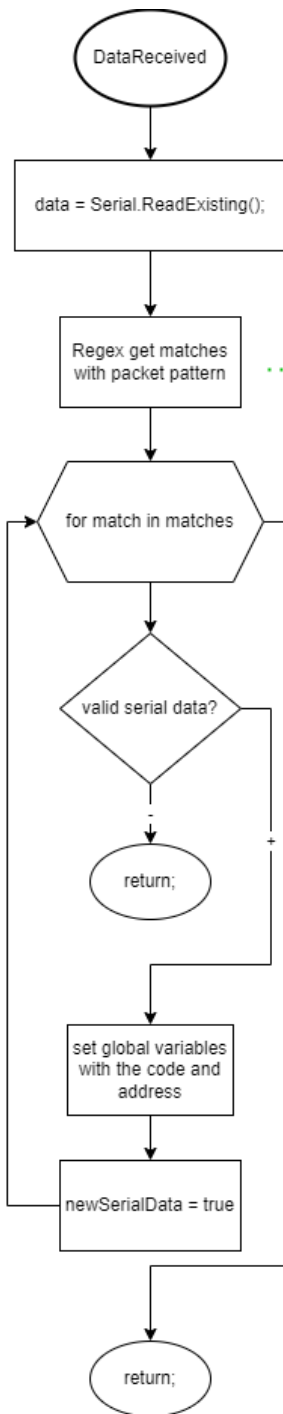 DataReceived
data = Serial.ReadExisting();
Regex get matches
with packet pattern
for match in matches
valid serial data?
-
+
return;
set global variables
with the code and
address
newSerialData = true
return;